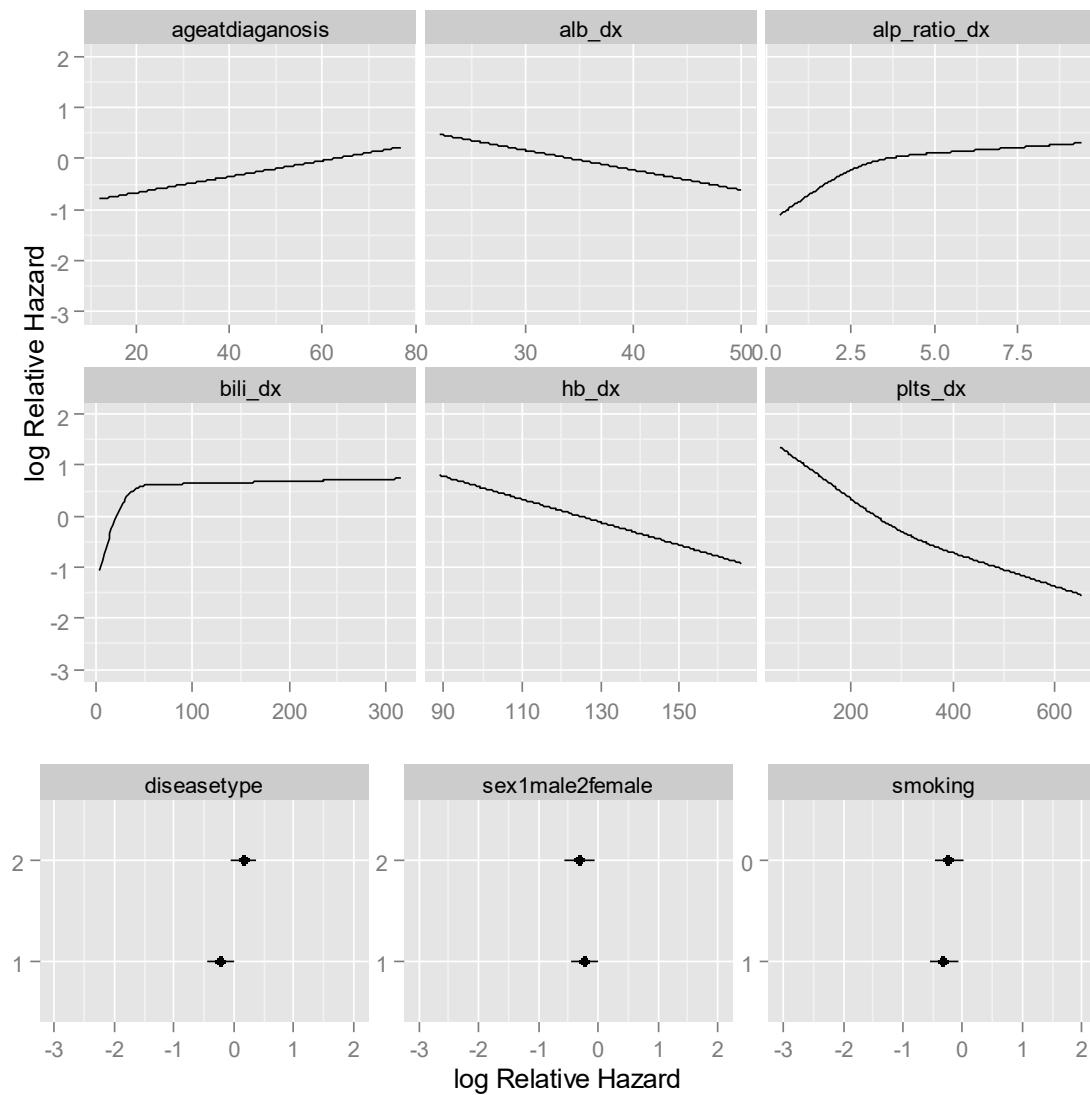 ageatdiaganosis alb_dx alp_ratio_dx
2
1
0
-1
-2
-3
20 40 60 80 30 40 50 0.0 2.5 5.0 7.5
log Relative Hazard
bili_dx hb_dx plts_dx
2
1
0
-1
-2
-3
0 100 200 300 90 110 130 150 200 400 600
diseasetype sex1male2female smoking
2 2 0
1 1 1
-3 -2 -1 0 1 2 -3 -2 -1 0 1 2 -3 -2 -1 0 1 2
log Relative Hazard